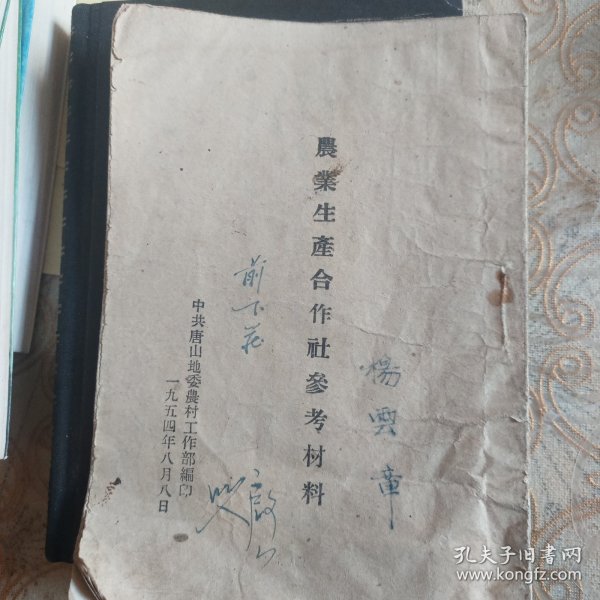 楊雲章
農業生產合作社參考材料
前下庄
中共唐山地委農村工作部編印
一九五四年八月八日
孔夫子旧书网
www.kongfz.com